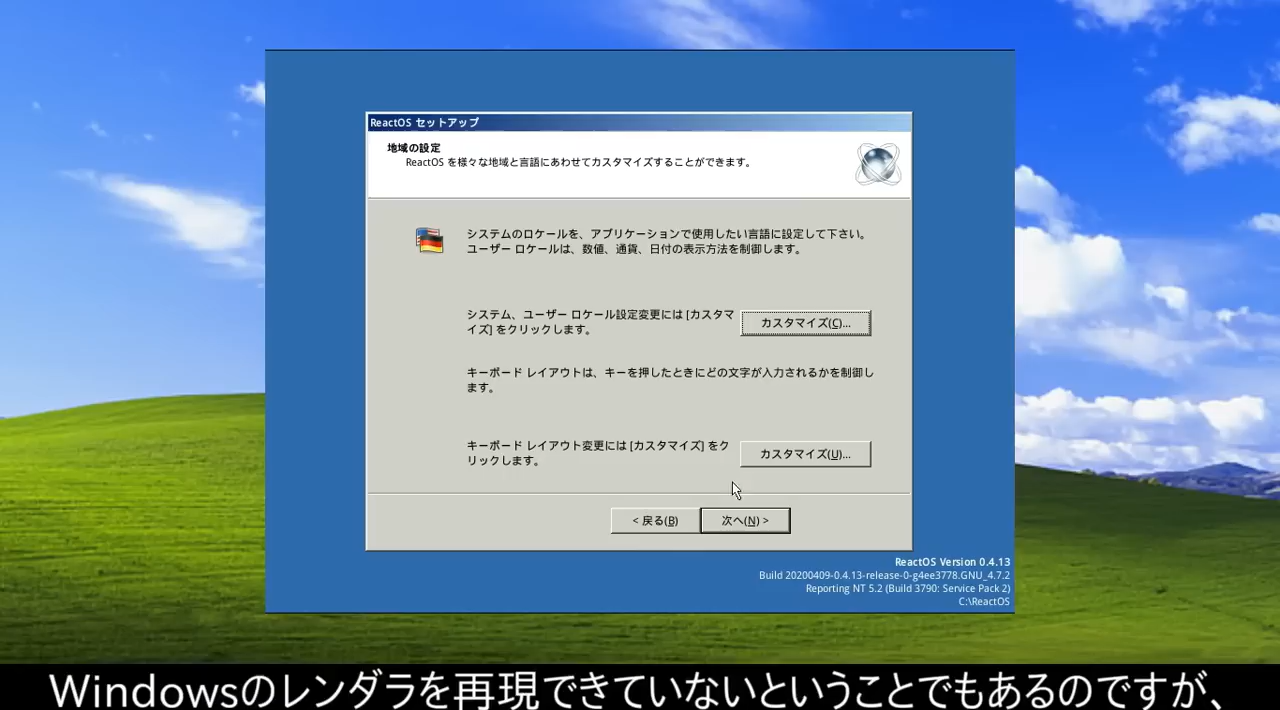 ReactOS セットアップ
地域の設定
ReactOS を様々な地域と言語にあわせてカスタマイズすることができます。
システムのロケールを、アプリケーションで使用したい言語に設定して下さい。
ユーザー ロケールは、数値、通貨、日付の表示方法を制御します。
システム、ユーザー ロケール設定変更には [カスタマ
イズ] をクリックします。
カスタマイズ(C)...
キーボード レイアウトは、キーを押したときにどの文字が入力されるかを制御し
ます。
キーボード レイアウト変更には [カスタマイズ] をク
リックします。
カスタマイズ(U)...
< 戻る(B)
次へ(N) >
ReactOS Version 0.4.13
Build 20200409-0.4.13-release-0-g4ee3778.GNU_4.7.2
Reporting NT 5.2 (Build 3790: Service Pack 2)
C:\ReactOS
Windowsのレンダラを再現できていないということでもあるのですが、